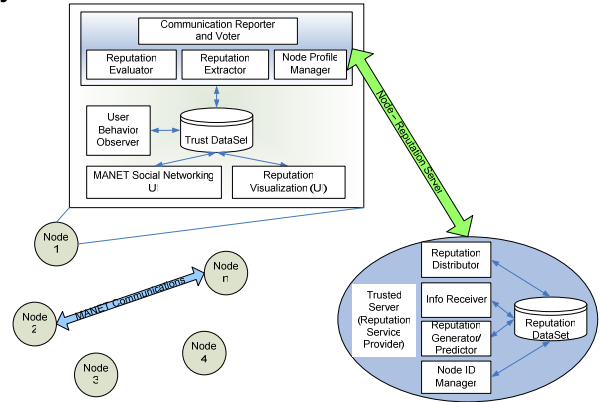 Communication Reporter
and Voter
Reputation
Evaluator
Reputation
Extractor
Node Profile
Manager
User
Behavior
Observer
Trust DataSet
MANET Social Networking
UI
Reputation
Visualization (UI)
Node – Reputation Server
Node
1
Node
n
MANET Communications
Node
2
Node
3
Node
4
Reputation
Distributor
Trusted
Server
(Reputation
Service
Provider)
Info Receiver
Reputation
Generator/
Predictor
Node ID
Manager
Reputation
DataSet